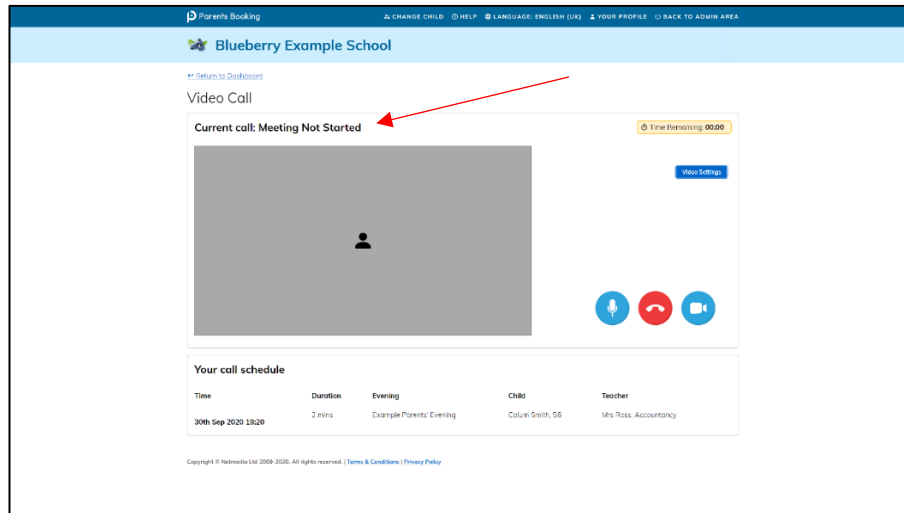 Parents Booking CHANGE CHILD HELP LANGUAGE: ENGLISH (UK) YOUR PROFILE BACK TO ADMIN AREA
Blueberry Example School
Return to Dashboard
Video Call
Current call: Meeting Not Started Time Remaining: 00:00
Video Settings
Your call schedule
Time Duration Evening Child Teacher
30th Sep 2020 19:20 2 mins Example Parents' Evening Calum Smith, S6 Mrs Ross, Accountancy
Copyright © Netmedia Ltd 2009-2020. All rights reserved. | Terms & Conditions | Privacy Policy